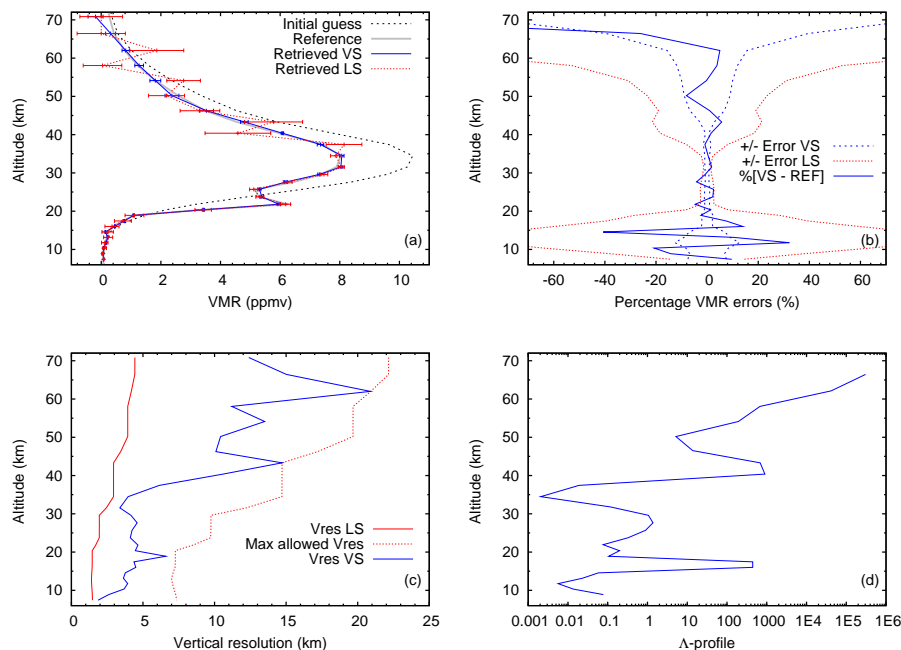 70
60
50
40
30
20
10
Altitude (km)
0
2
4
6
8
10
VMR (ppmv)
Initial guess
Reference
Retrieved VS
Retrieved LS
(a)
70
60
50
40
30
20
10
Altitude (km)
-60
-40
-20
0
20
40
60
Percentage VMR errors (%)
+/- Error VS
+/- Error LS
%[VS - REF]
(b)
70
60
50
40
30
20
10
Altitude (km)
0
5
10
15
20
25
Vertical resolution (km)
Vres LS
Max allowed Vres
Vres VS
(c)
70
60
50
40
30
20
10
Altitude (km)
0.001
0.01
0.1
1
10
100
1000
1E4
1E5
1E6
Λ-profile
(d)